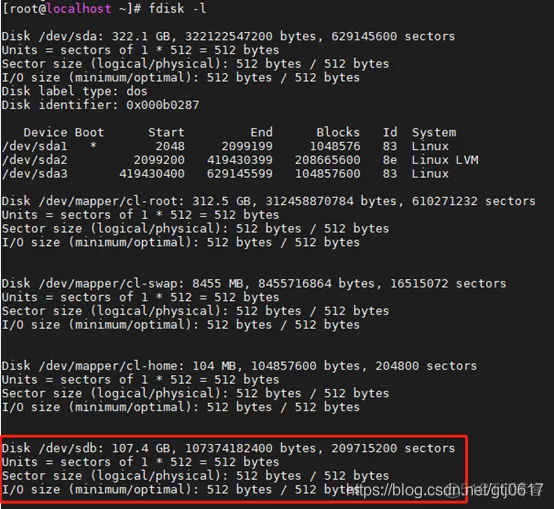 [root@localhost ~]# fdisk -l
Disk /dev/sda: 322.1 GB, 322122547200 bytes, 629145600 sectors
Units = sectors of 1 * 512 = 512 bytes
Sector size (logical/physical): 512 bytes / 512 bytes
I/O size (minimum/optimal): 512 bytes / 512 bytes
Disk label type: dos
Disk identifier: 0x000b0287
Device Boot Start End Blocks Id System
/dev/sda1 * 2048 2099199 1048576 83 Linux
/dev/sda2 2099200 419430399 208665600 8e Linux LVM
/dev/sda3 419430400 629145599 104857600 83 Linux
Disk /dev/mapper/cl-root: 312.5 GB, 312458870784 bytes, 610271232 sectors
Units = sectors of 1 * 512 = 512 bytes
Sector size (logical/physical): 512 bytes / 512 bytes
I/O size (minimum/optimal): 512 bytes / 512 bytes
Disk /dev/mapper/cl-swap: 8455 MB, 8455716864 bytes, 16515072 sectors
Units = sectors of 1 * 512 = 512 bytes
Sector size (logical/physical): 512 bytes / 512 bytes
I/O size (minimum/optimal): 512 bytes / 512 bytes
Disk /dev/mapper/cl-home: 104 MB, 104857600 bytes, 204800 sectors
Units = sectors of 1 * 512 = 512 bytes
Sector size (logical/physical): 512 bytes / 512 bytes
I/O size (minimum/optimal): 512 bytes / 512 bytes
Disk /dev/sdb: 107.4 GB, 107374182400 bytes, 209715200 sectors
Units = sectors of 1 * 512 = 512 bytes
Sector size (logical/physical): 512 bytes / 512 bytes
I/O size (minimum/optimal): 512 bytes / 512 bytes
https://blog.csdn.net/gtj0617